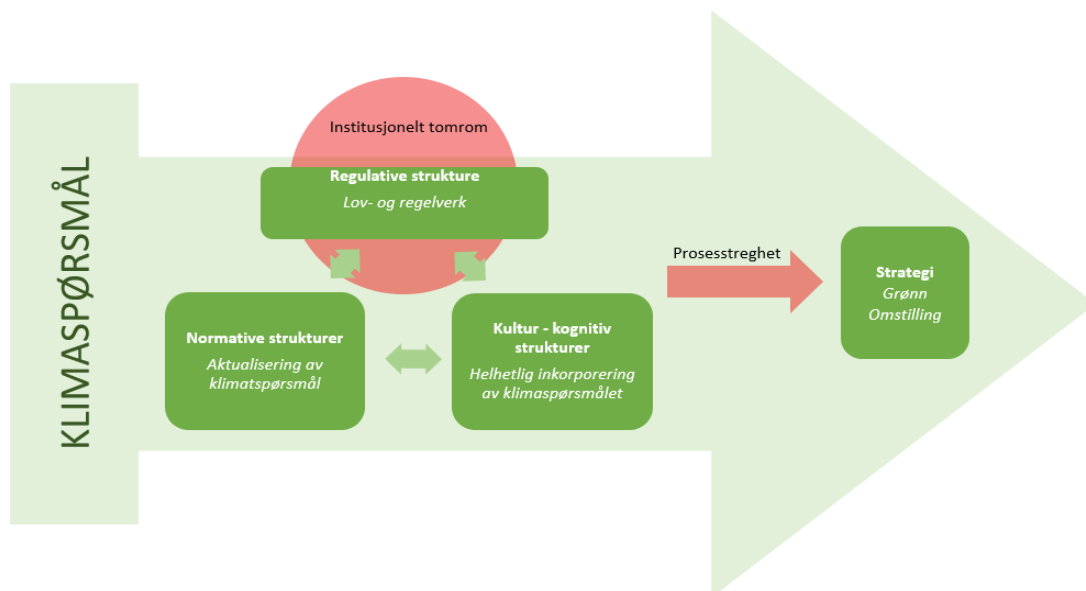 KLIMASPØRSMÅL
Institusjonelt tomrom
Regulative strukture
Lov- og regelverk
Normative strukturer
Aktualisering av
klimatspørsmål
Kultur - kognitiv
strukturer
Helhetlig inkorporering
av klimaspørsmålet
Prosesstreghet
Strategi
Grønn
Omstilling